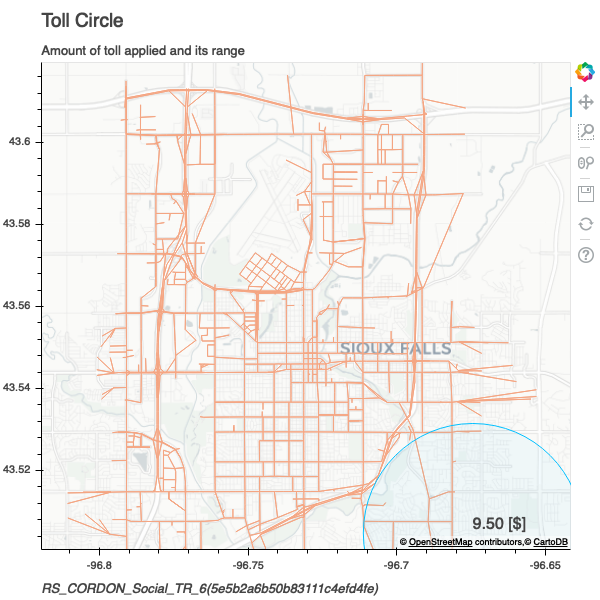 Toll Circle
Amount of toll applied and its range
43.6
43.58
43.56
43.54
43.52
SIOUX FALLS
9.50 [$]
© OpenStreetMap contributors,© CartoDB
-96.8
-96.75
-96.7
-96.65
RS_CORDON_Social_TR_6(5e5b2a6b50b83111c4efd4fe)